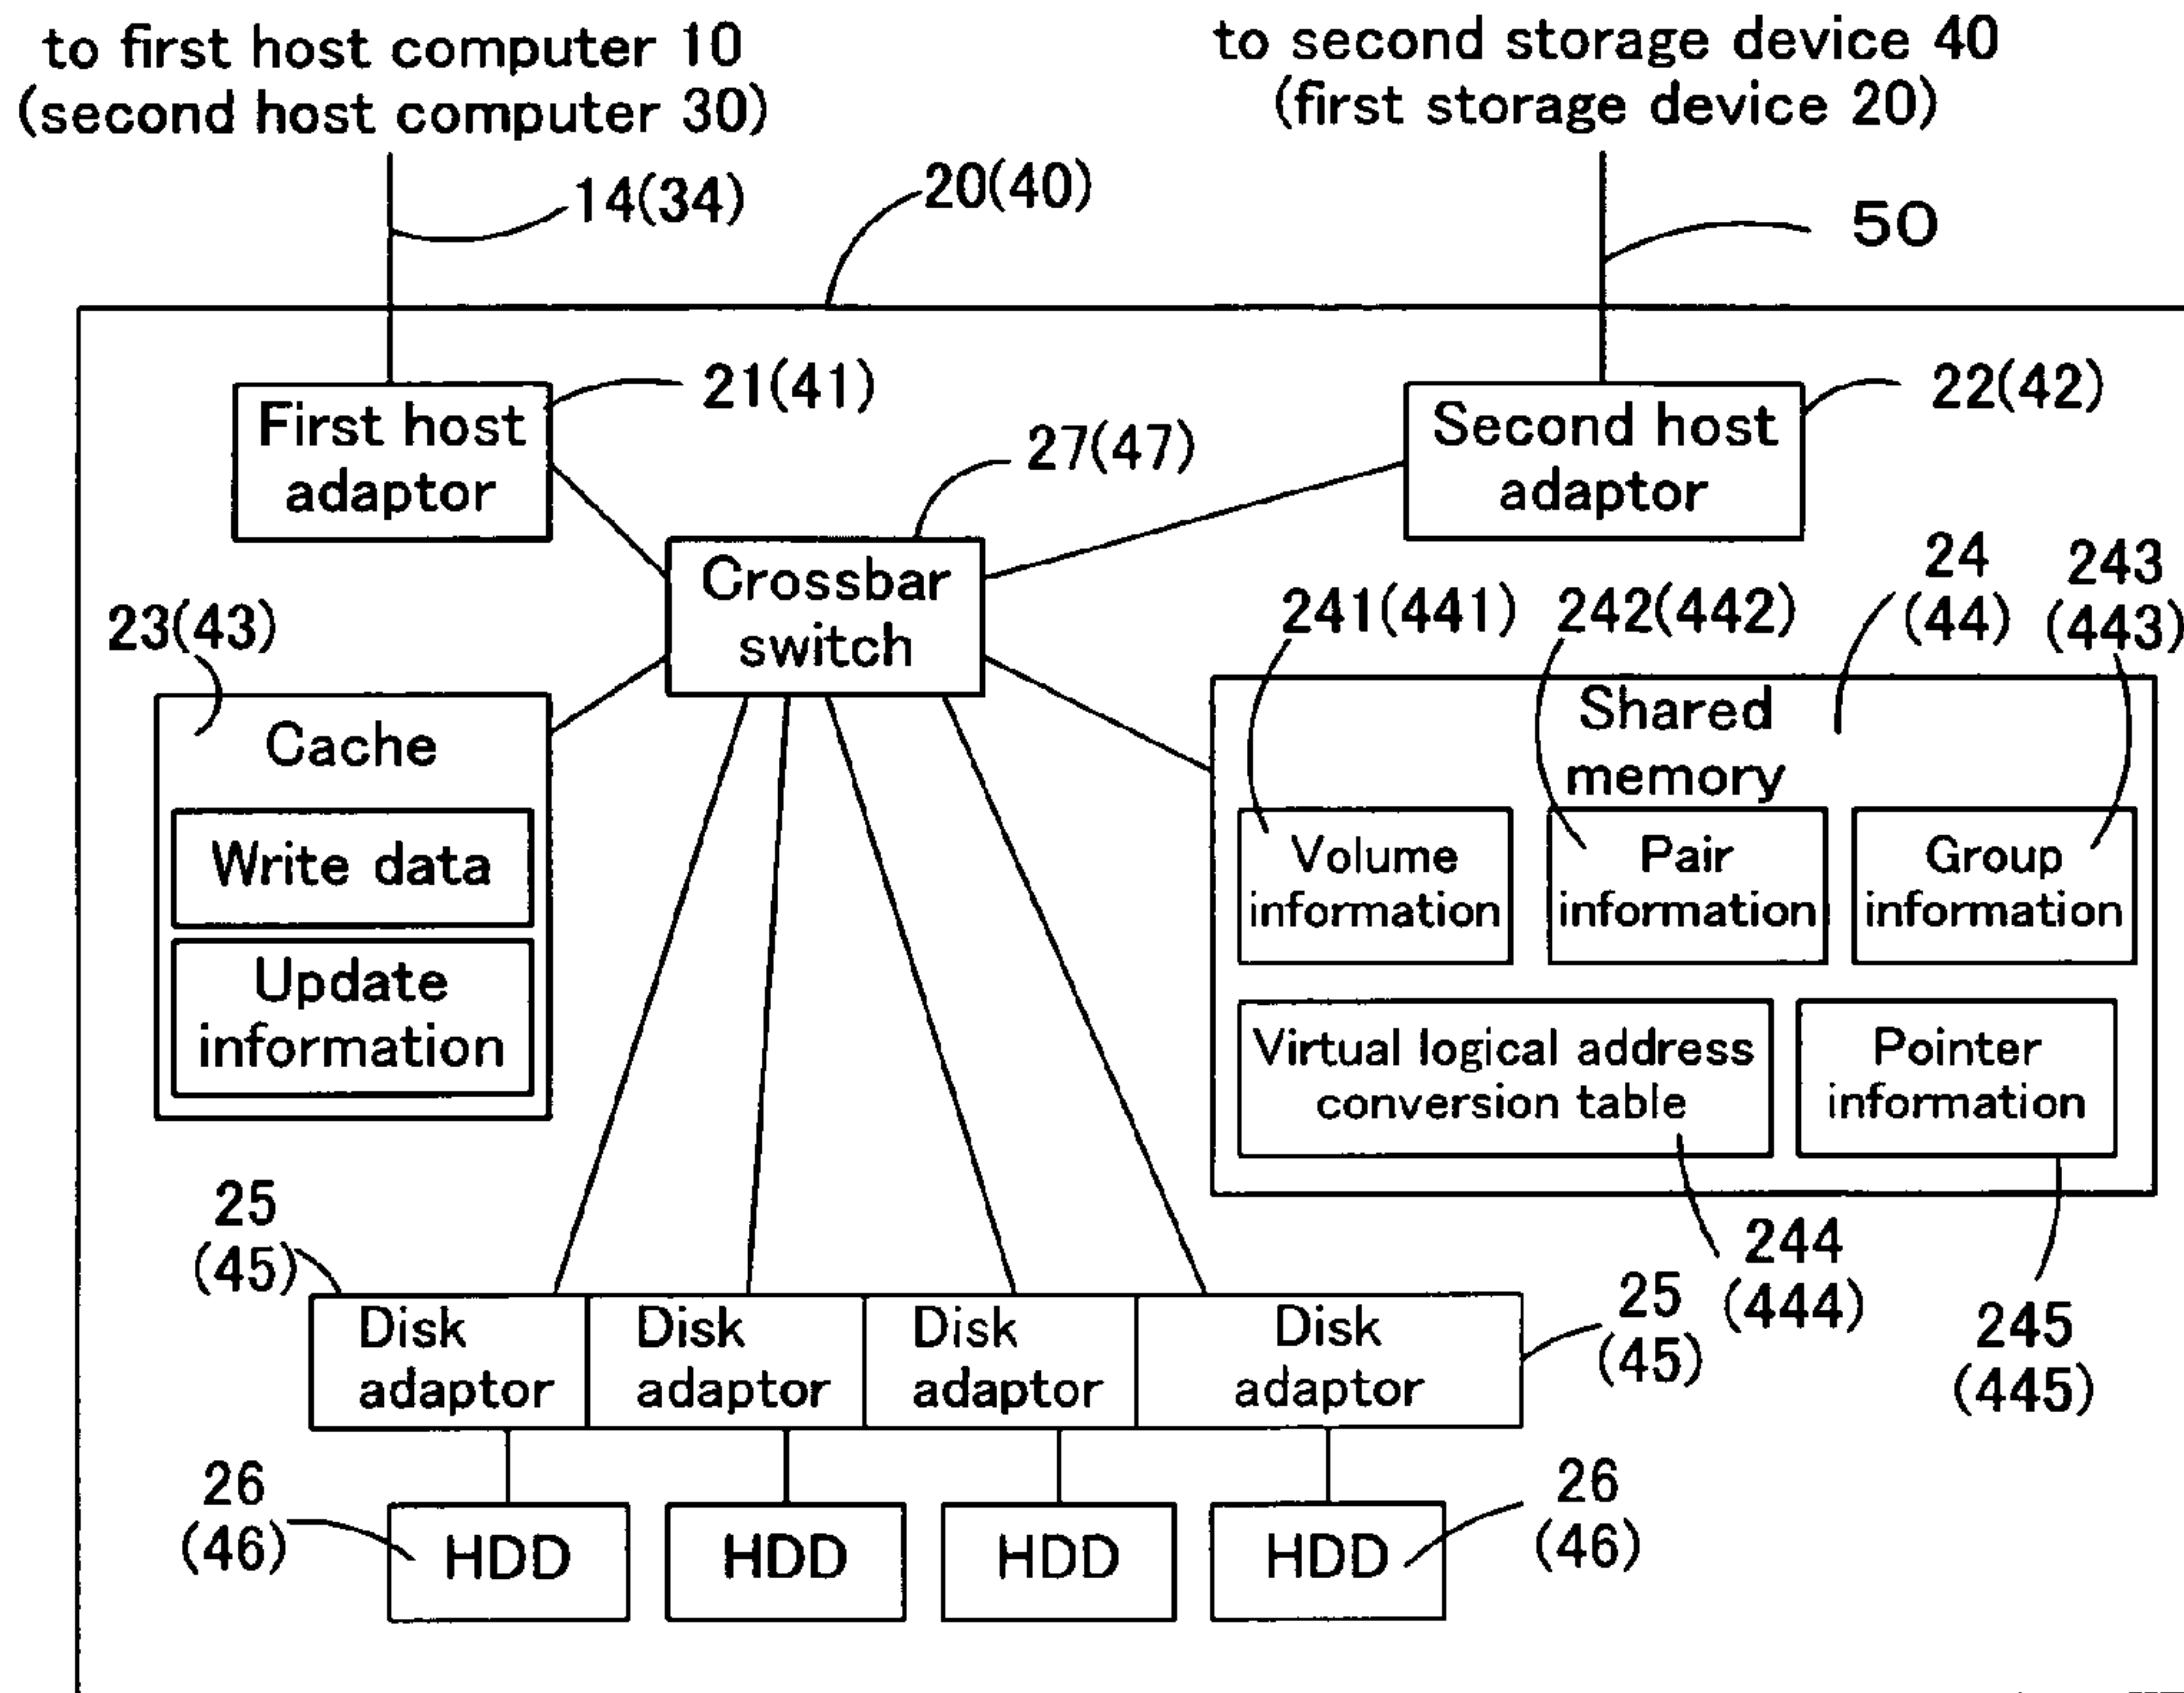 to first host computer 10
(second host computer 30)
to second storage device 40
(first storage device 20)
14(34)
20(40)
50
First host
adaptor
21(41)
27(47)
Second host
adaptor
22(42)
Crossbar
switch
23(43)
Cache
Write data
Update
information
241(441)
242(442)
24
(44)
243
(443)
Shared
memory
Volume
information
Pair
information
Group
information
Virtual logical address
conversion table
Pointer
information
244
(444)
245
(445)
25
(45)
Disk
adaptor
Disk
adaptor
Disk
adaptor
Disk
adaptor
25
(45)
26
(46)
HDD
HDD
HDD
HDD
26
(46)